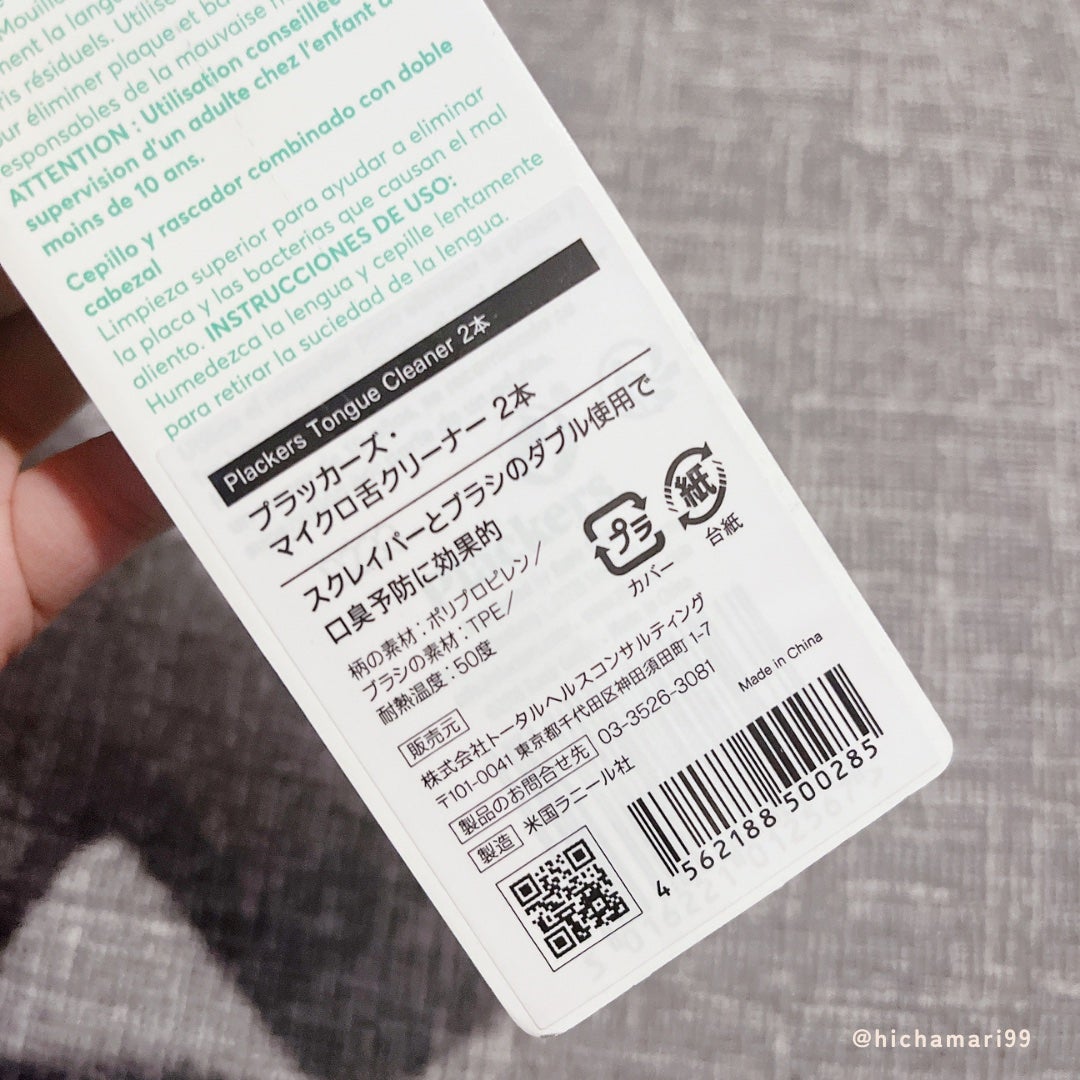 Mouille
ment la langue
ris résiduels. Utilise
our éliminer plaque et ba
esponsables de la mauvaise h
ATTENTION : Utilisation conseillée
supervision d'un adulte chez l'enfant d
moins de 10 ans.
Cepillo y rascador combinado con doble
cabezal
Limpieza superior para ayudar a eliminar
la placa y las bacterias que causan el mal
aliento. INSTRUCCIONES DE USO:
Humedezca la lengua y cepille lentamente
para retirar la suciedad de la lengua.
Plackers Tongue Cleaner 2本
プラッカーズ・
マイクロ舌クリーナー 2本
スクレイパーとブラシのダブル使用で
口臭予防に効果的
柄の素材:ポリプロピレン/
ブラシの素材:TPE/
耐熱温度:50度
プラ
カバー
紙
台紙
販売元
株式会社トータルヘルスコンサルティング
〒101-0041 東京都千代田区神田須田町1-7
製品のお問合せ先 03-3526-3081
製造 米国ラニール社
Made in China
4 562188 500285
@hichamari99